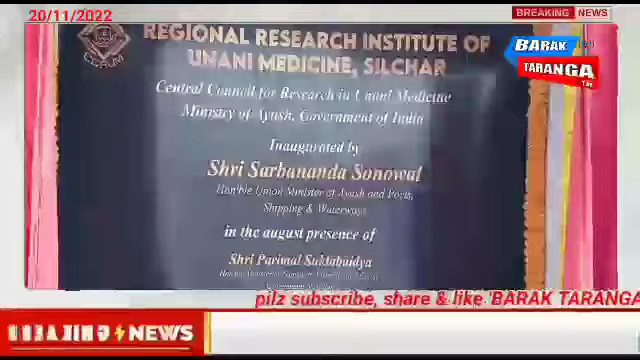 20/11/2022
BREAKING NEWS
BARAK
TARANGA
REGIONAL RESEARCH INSTITUTE OF
UNANI MEDICINE, SILCHAR
Central Council for Research in Unani Medicine
Ministry of Ayush, Government of India
Inaugurated by
Shri Sarbananda Sonowal
Hon'ble Union Minister of Ayush and Ports,
Shipping & Waterways
in the august presence of
Shri Parimal Suklabaidya
pilz subscribe, share & like 'BARAK TARANGA
NEWS